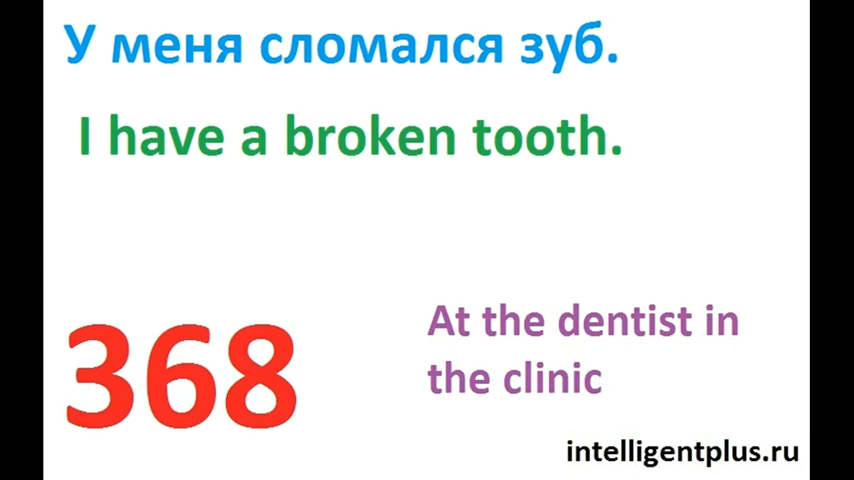 У меня сломался зуб.
I have a broken tooth.
368
At the dentist in
the clinic
intelligentplus.ru